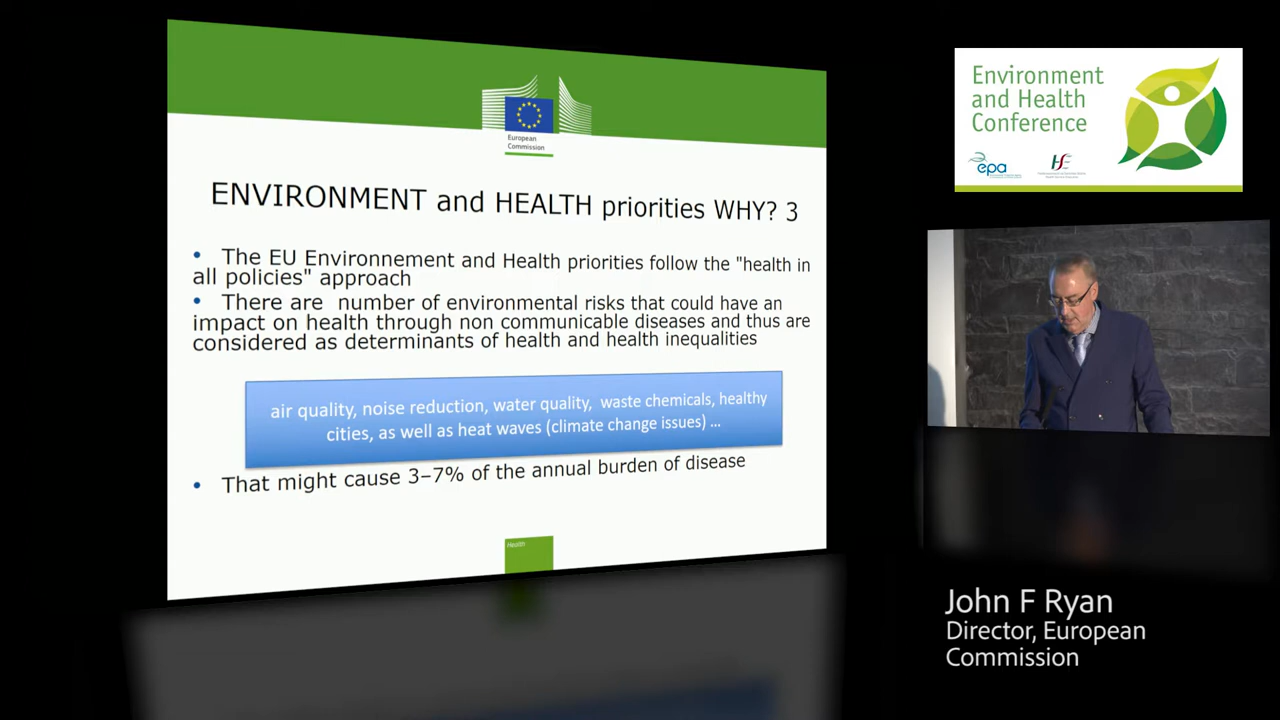 European
Commission
ENVIRONMENT and HEALTH priorities WHY? 3
• The EU Environnement and Health priorities follow the "health in
all policies" approach
• There are number of environmental risks that could have an
impact on health through non communicable diseases and thus are
considered as determinants of health and health inequalities
air quality, noise reduction, water quality, waste chemicals, healthy
cities, as well as heat waves (climate change issues) ...
• That might cause 3–7% of the annual burden of disease
Health
Environment
and Health
Conference
epa
John F Ryan
Director, European
Commission